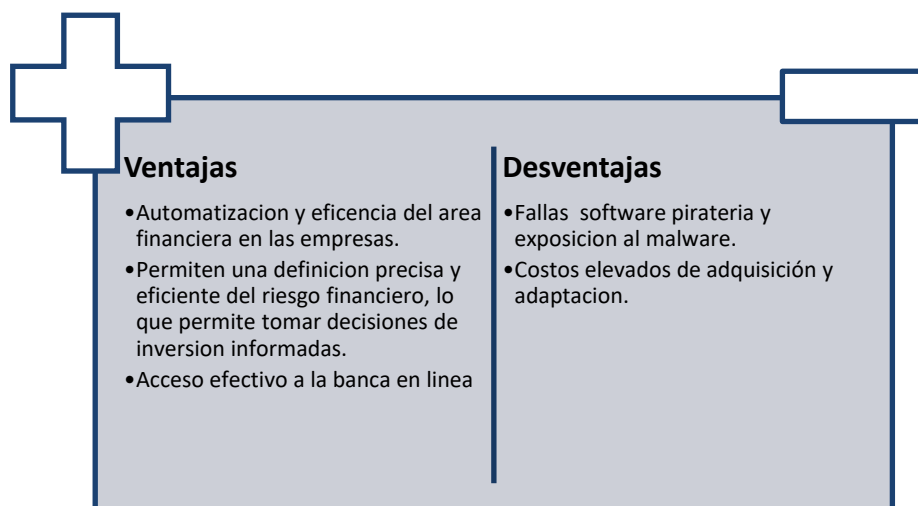 Ventajas
•Automatizacion y eficencia del area
financiera en las empresas.
•Permiten una definicion precisa y
eficiente del riesgo financiero, lo
que permite tomar decisiones de
inversion informadas.
•Acceso efectivo a la banca en linea
Desventajas
•Fallas  software pirateria y
exposicion al malware.
•Costos elevados de adquisición y
adaptacion.